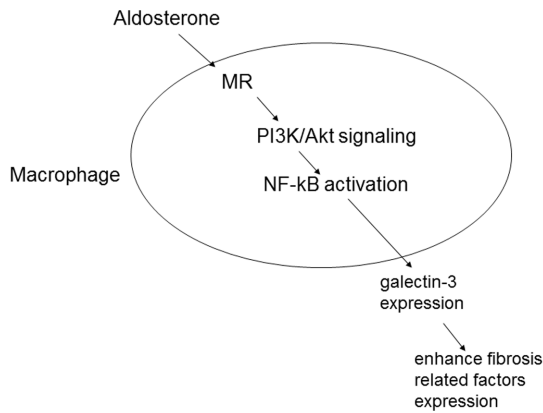 Aldosterone
MR
PI3K/Akt signaling
Macrophage
NF-kB activation
galectin-3
expression
enhance fibrosis
related factors
expression